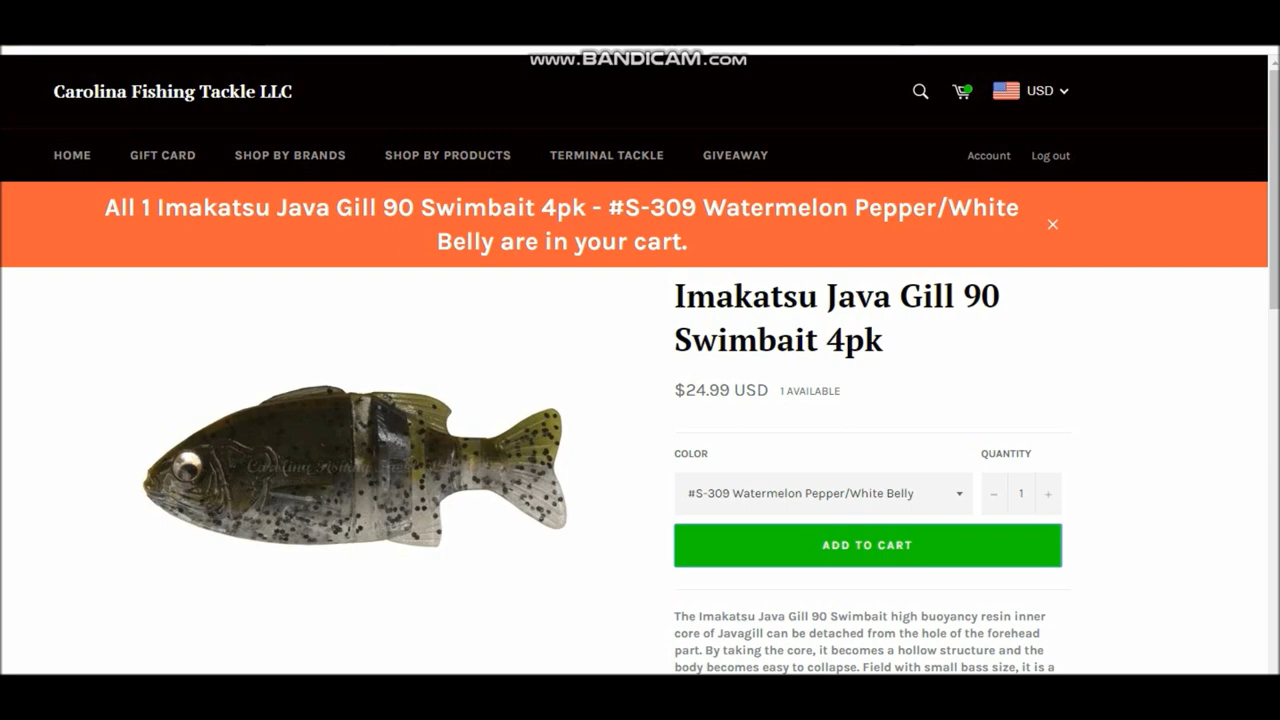 www.BANDICAM.com
Carolina Fishing Tackle LLC
USD
HOME GIFT CARD SHOP BY BRANDS SHOP BY PRODUCTS TERMINAL TACKLE GIVEAWAY Account Log out
All 1 Imakatsu Java Gill 90 Swimbait 4pk - #S-309 Watermelon Pepper/White
Belly are in your cart.
Imakatsu Java Gill 90
Swimbait 4pk
$24.99 USD 1 AVAILABLE
COLOR QUANTITY
#S-309 Watermelon Pepper/White Belly − 1 +
ADD TO CART
The Imakatsu Java Gill 90 Swimbait high buoyancy resin inner
core of Javagill can be detached from the hole of the forehead
part. By taking the core, it becomes a hollow structure and the
body becomes easy to collapse. Field with small bass size, it is a